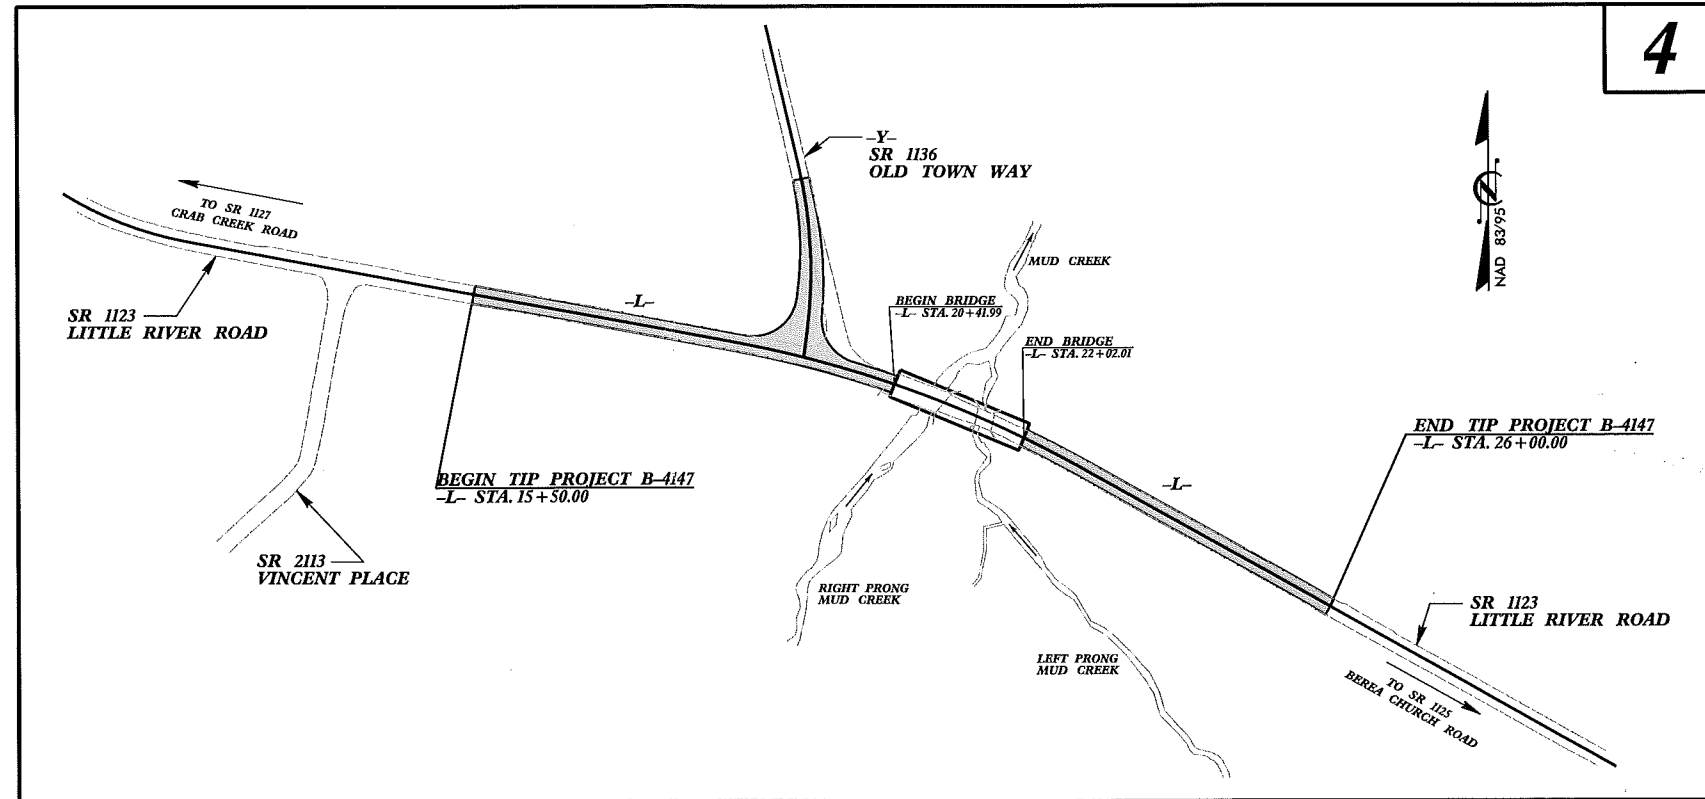 4
-Y-
SR 1136
OLD TOWN WAY
TO SR 1127
CRAB CREEK ROAD
NAD 83/95
MUD CREEK
SR 1123
LITTLE RIVER ROAD
-L-
BEGIN BRIDGE
-L- STA. 20+41.99
END BRIDGE
-L- STA. 22+02.01
END TIP PROJECT B-4147
-L- STA. 26+00.00
BEGIN TIP PROJECT B-4147
-L- STA. 15+50.00
-L-
SR 2113
VINCENT PLACE
RIGHT PRONG
MUD CREEK
SR 1123
LITTLE RIVER ROAD
LEFT PRONG
MUD CREEK
TO SR 1125
BEREA CHURCH ROAD